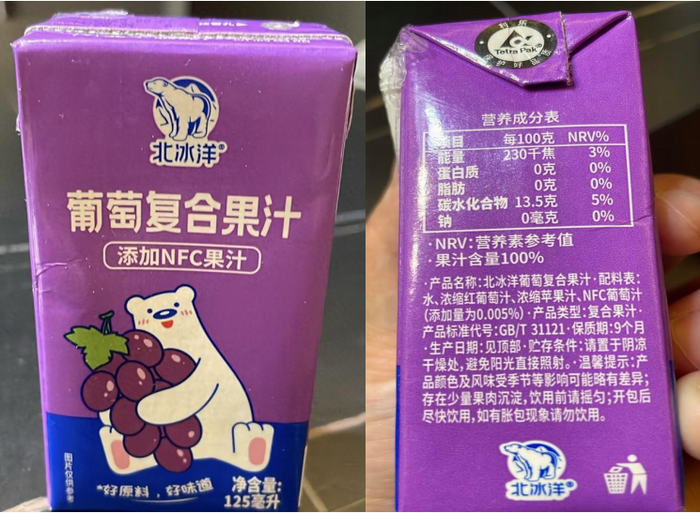 北冰洋®
葡萄复合果汁
添加NFC果汁
图片仅供参考
"好原料，好味道"
净含量:
125毫升
利乐
Tetra Pak®
营养成分表
项目 每100克 NRV%
能量 230千焦 3%
蛋白质 0克 0%
脂肪 0克 0%
碳水化合物 13.5克 5%
钠 0毫克 0%
·NRV:营养素参考值
·果汁含量100%
·产品名称:北冰洋葡萄复合果汁·配料表:
水、浓缩红葡萄汁、浓缩苹果汁、NFC葡萄汁
(添加量为0.005%)·产品类型:复合果汁·
产品标准代号:GB/T 31121·保质期:9个月
·生产日期:见顶部·贮存条件:请置于阴凉
干燥处,避免阳光直接照射。·温馨提示:产
品颜色及风味受季节等影响可能略有差异;
存在少量果肉沉淀,饮用前请摇匀;开包后
尽快饮用,如有胀包现象请勿饮用。
北冰洋®